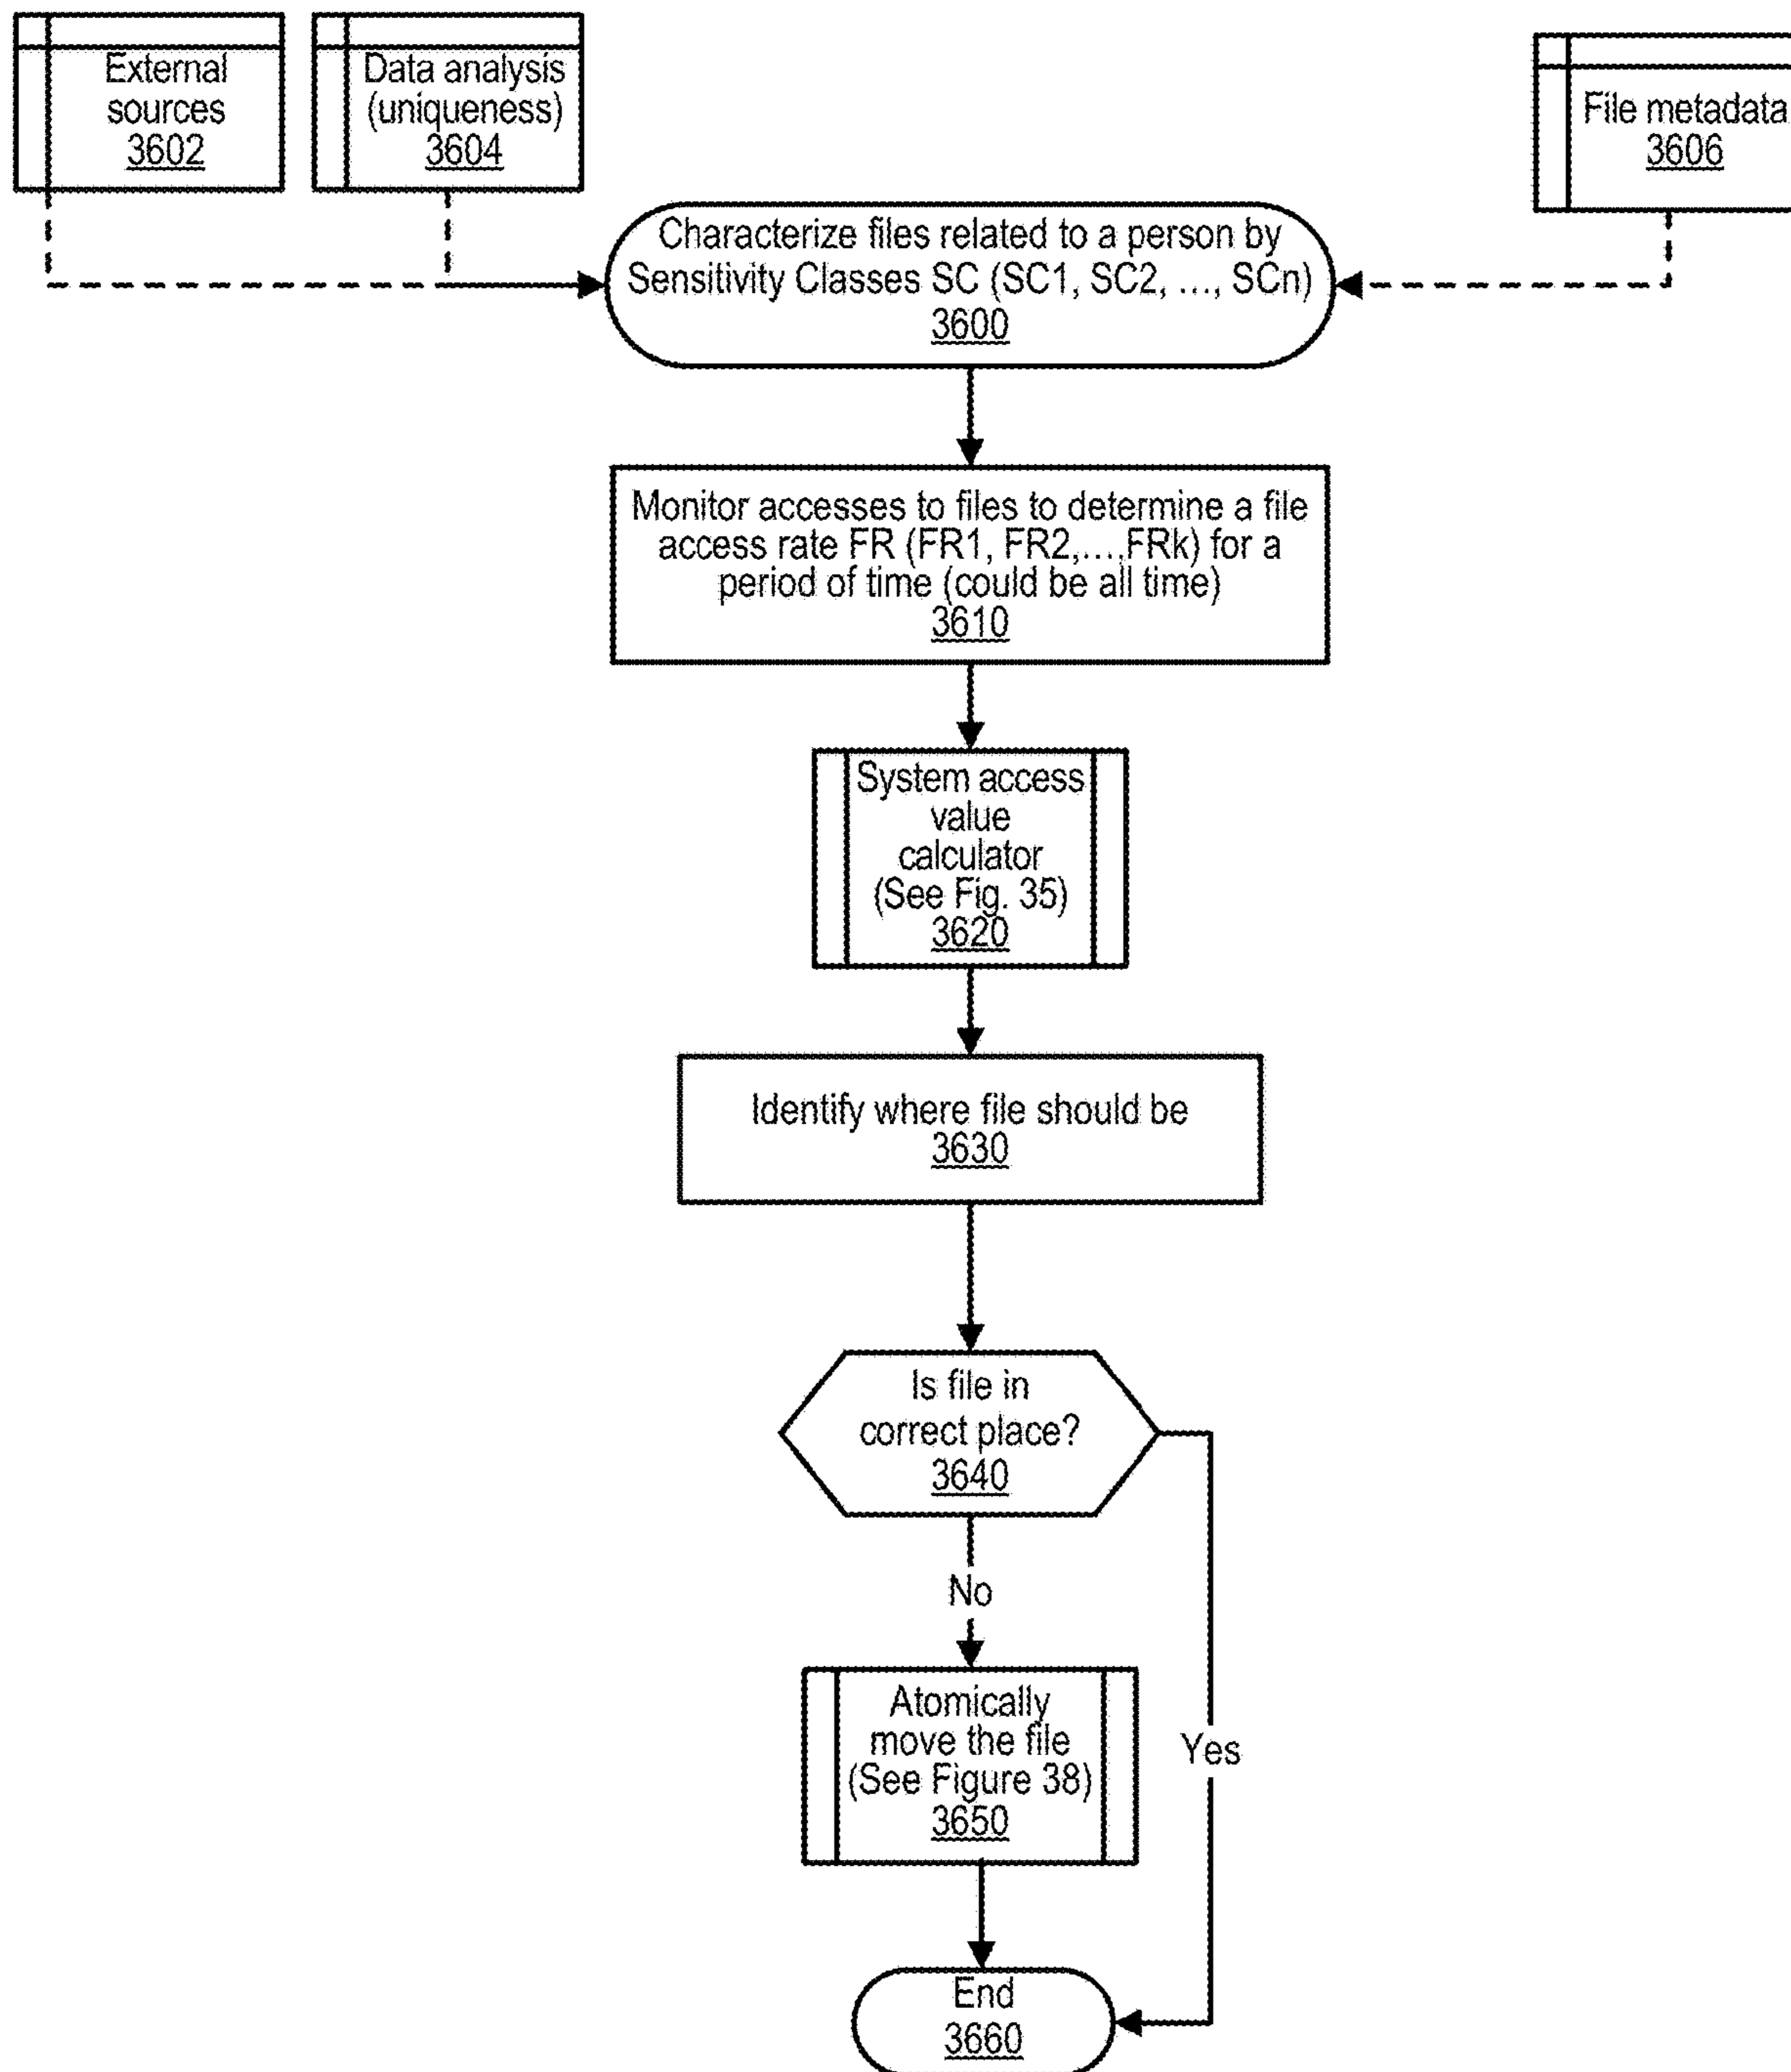 External
sources
3602
Data analysis
(uniqueness)
3604
File metadata
3606
Characterize files related to a person by
Sensitivity Classes SC (SC1, SC2, ..., SCn)
3600
Monitor accesses to files to determine a file
access rate FR (FR1, FR2,...,FRk) for a
period of time (could be all time)
3610
System access
value
calculator
(See Fig. 35)
3620
Identify where file should be
3630
Is file in
correct place?
3640
No
Atomically
move the file
(See Figure 38)
3650
Yes
End
3660